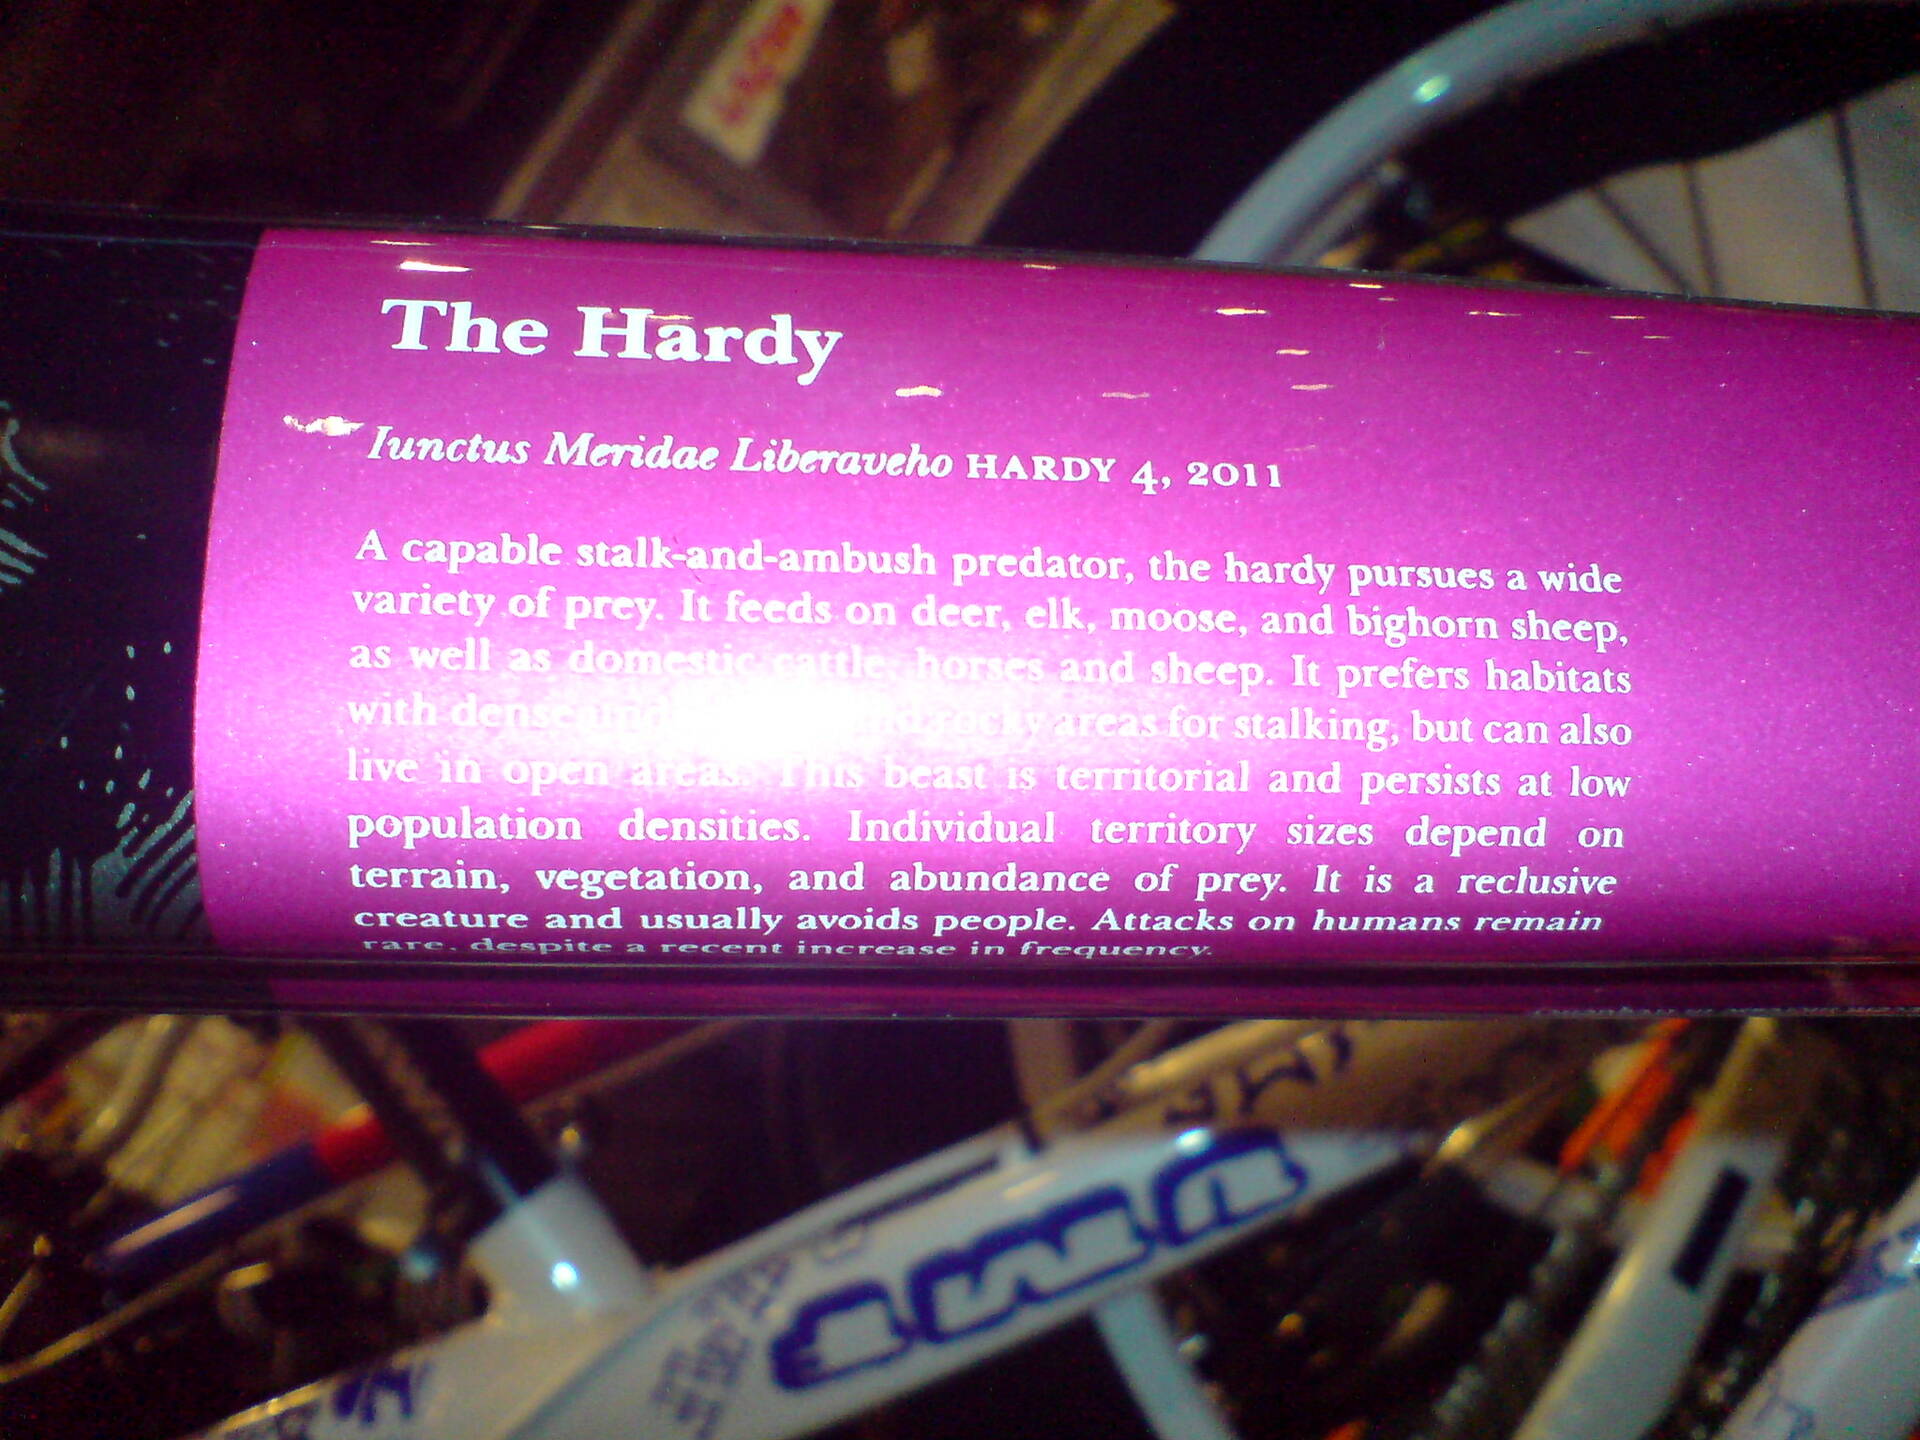 The Hardy
Iunctus Meridae Liberaveho HARDY 4, 2011
A capable stalk-and-ambush predator, the hardy pursues a wide
variety of prey. It feeds on deer, elk, moose, and bighorn sheep,
as well as domestic cattle, horses and sheep. It prefers habitats
with dense and rocky areas for stalking, but can also
live in open areas. This beast is territorial and persists at low
population densities. Individual territory sizes depend on
terrain, vegetation, and abundance of prey. It is a reclusive
creature and usually avoids people. Attacks on humans remain
rare, despite a recent increase in frequency.